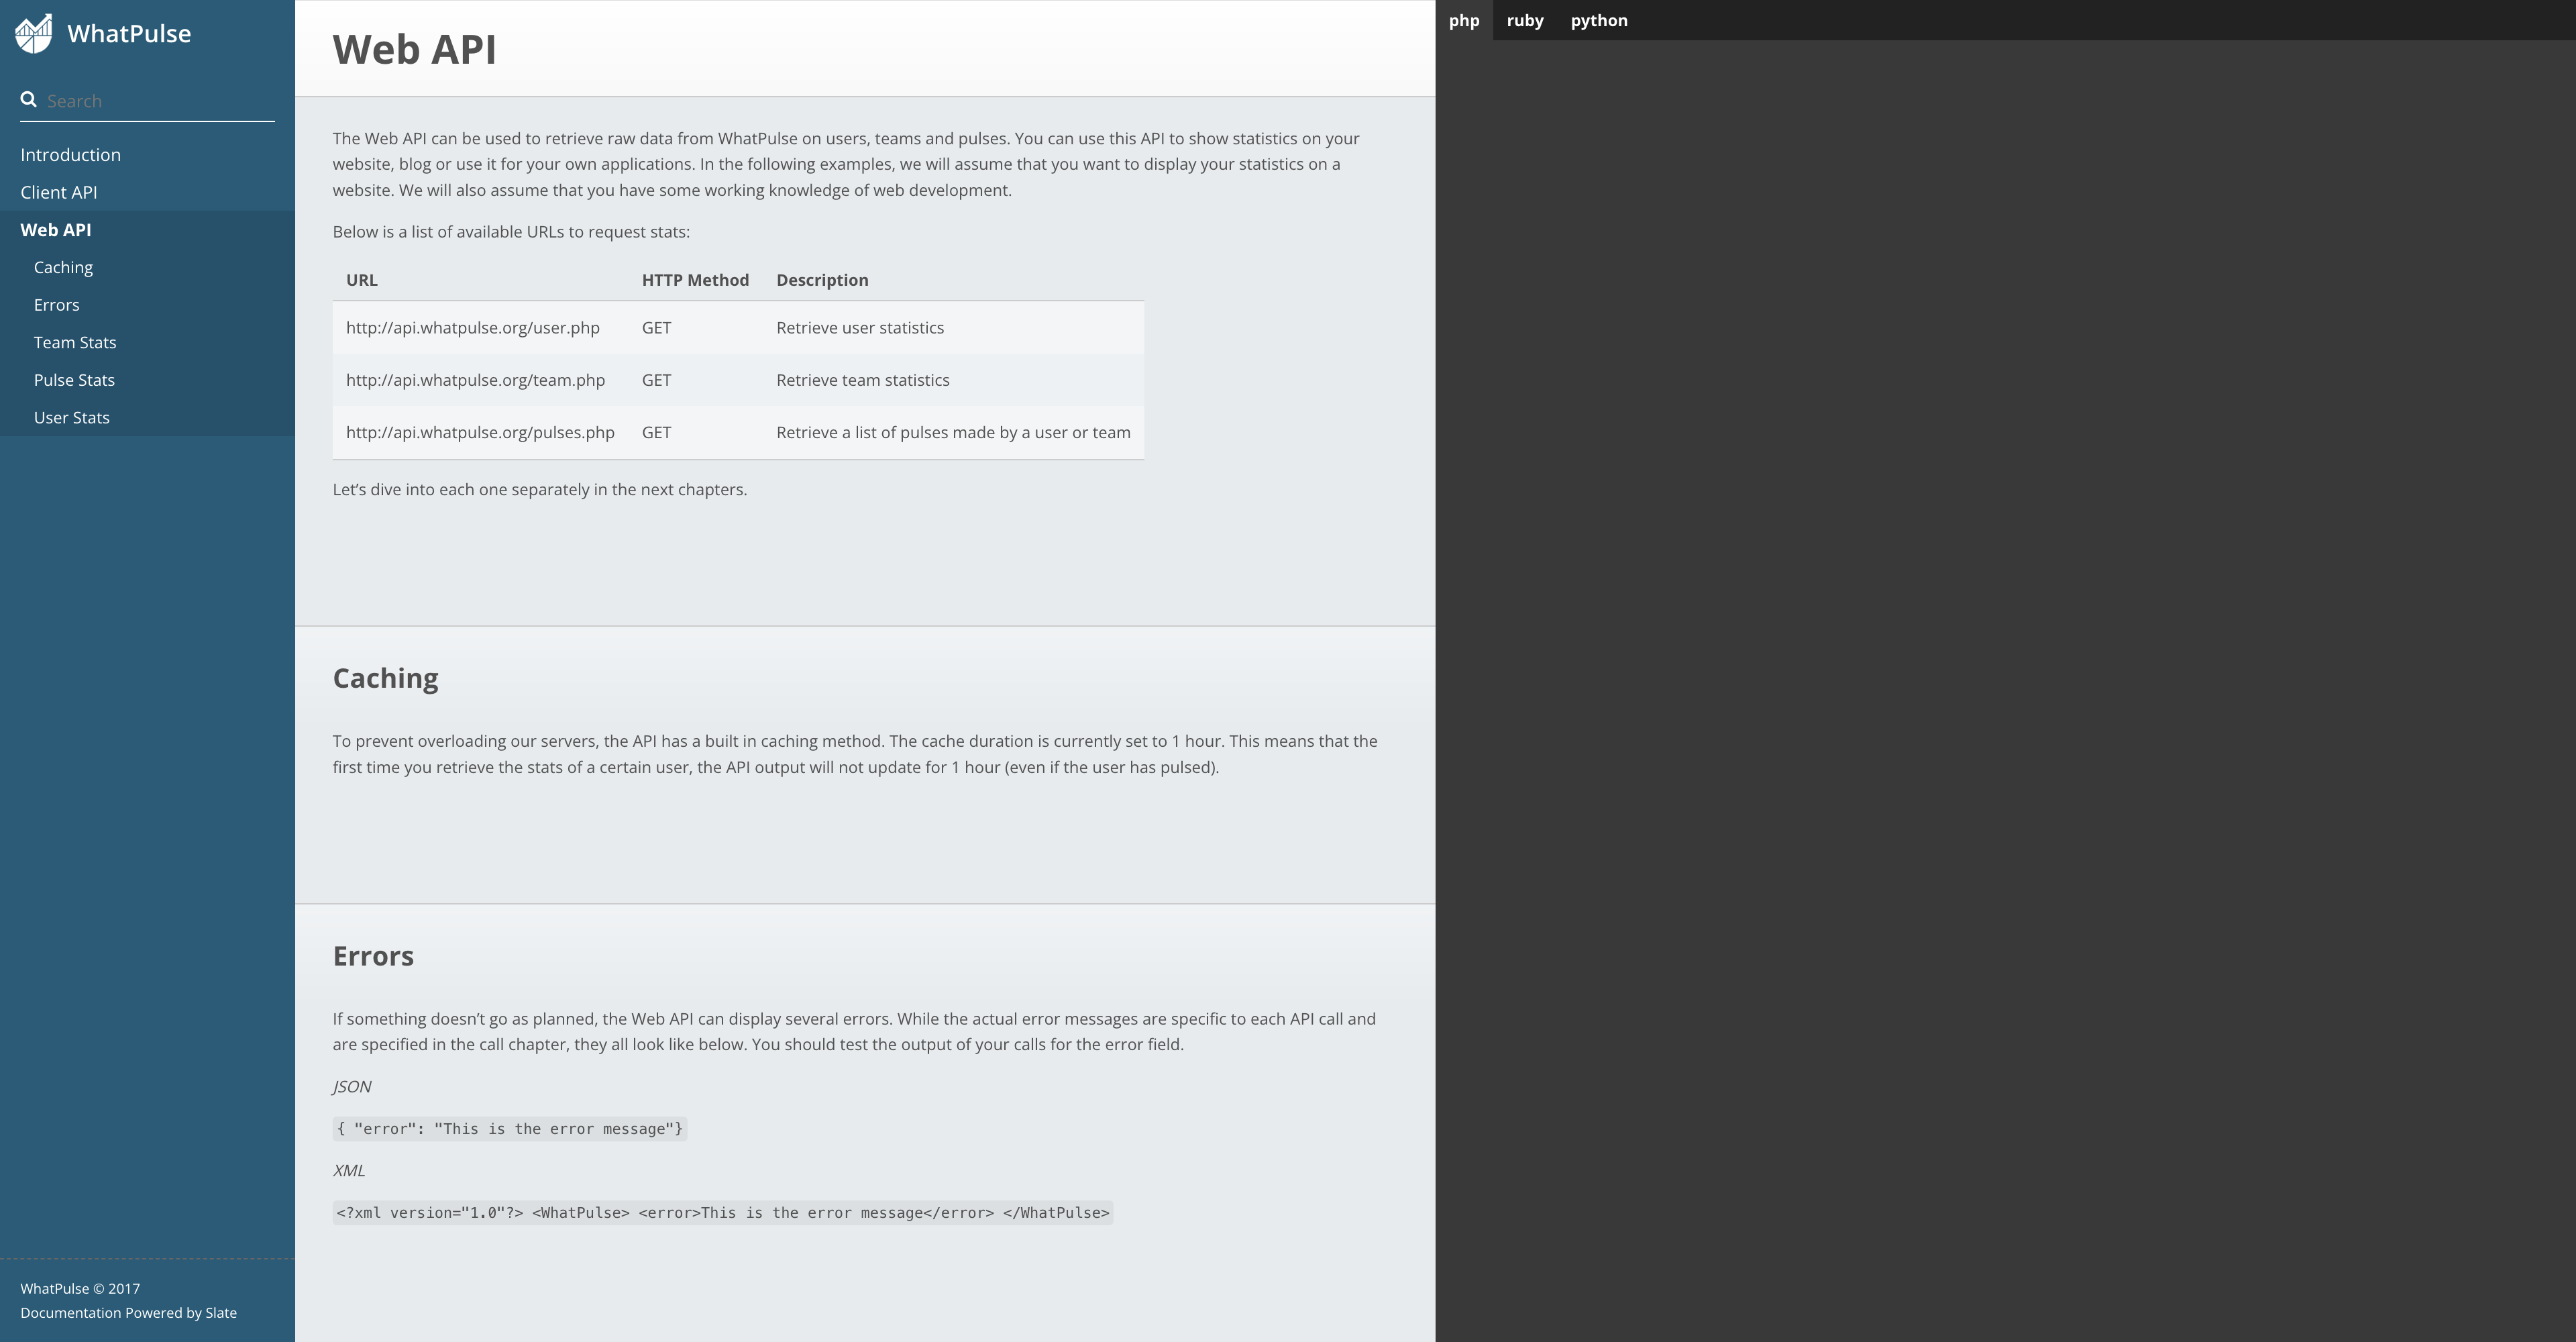 WhatPulse
Search
Introduction
Client API
Web API
Caching
Errors
Team Stats
Pulse Stats
User Stats
WhatPulse © 2017
Documentation Powered by Slate
Web API
The Web API can be used to retrieve raw data from WhatPulse on users, teams and pulses. You can use this API to show statistics on your
website, blog or use it for your own applications. In the following examples, we will assume that you want to display your statistics on a
website. We will also assume that you have some working knowledge of web development.
Below is a list of available URLs to request stats:
URL HTTP Method Description
http://api.whatpulse.org/user.php GET Retrieve user statistics
http://api.whatpulse.org/team.php GET Retrieve team statistics
http://api.whatpulse.org/pulses.php GET Retrieve a list of pulses made by a user or team
Let’s dive into each one separately in the next chapters.
Caching
To prevent overloading our servers, the API has a built in caching method. The cache duration is currently set to 1 hour. This means that the
first time you retrieve the stats of a certain user, the API output will not update for 1 hour (even if the user has pulsed).
Errors
If something doesn’t go as planned, the Web API can display several errors. While the actual error messages are specific to each API call and
are specified in the call chapter, they all look like below. You should test the output of your calls for the error field.
JSON
{ "error": "This is the error message"}
XML
<?xml version="1.0"?> <WhatPulse> <error>This is the error message</error> </WhatPulse>
php ruby python